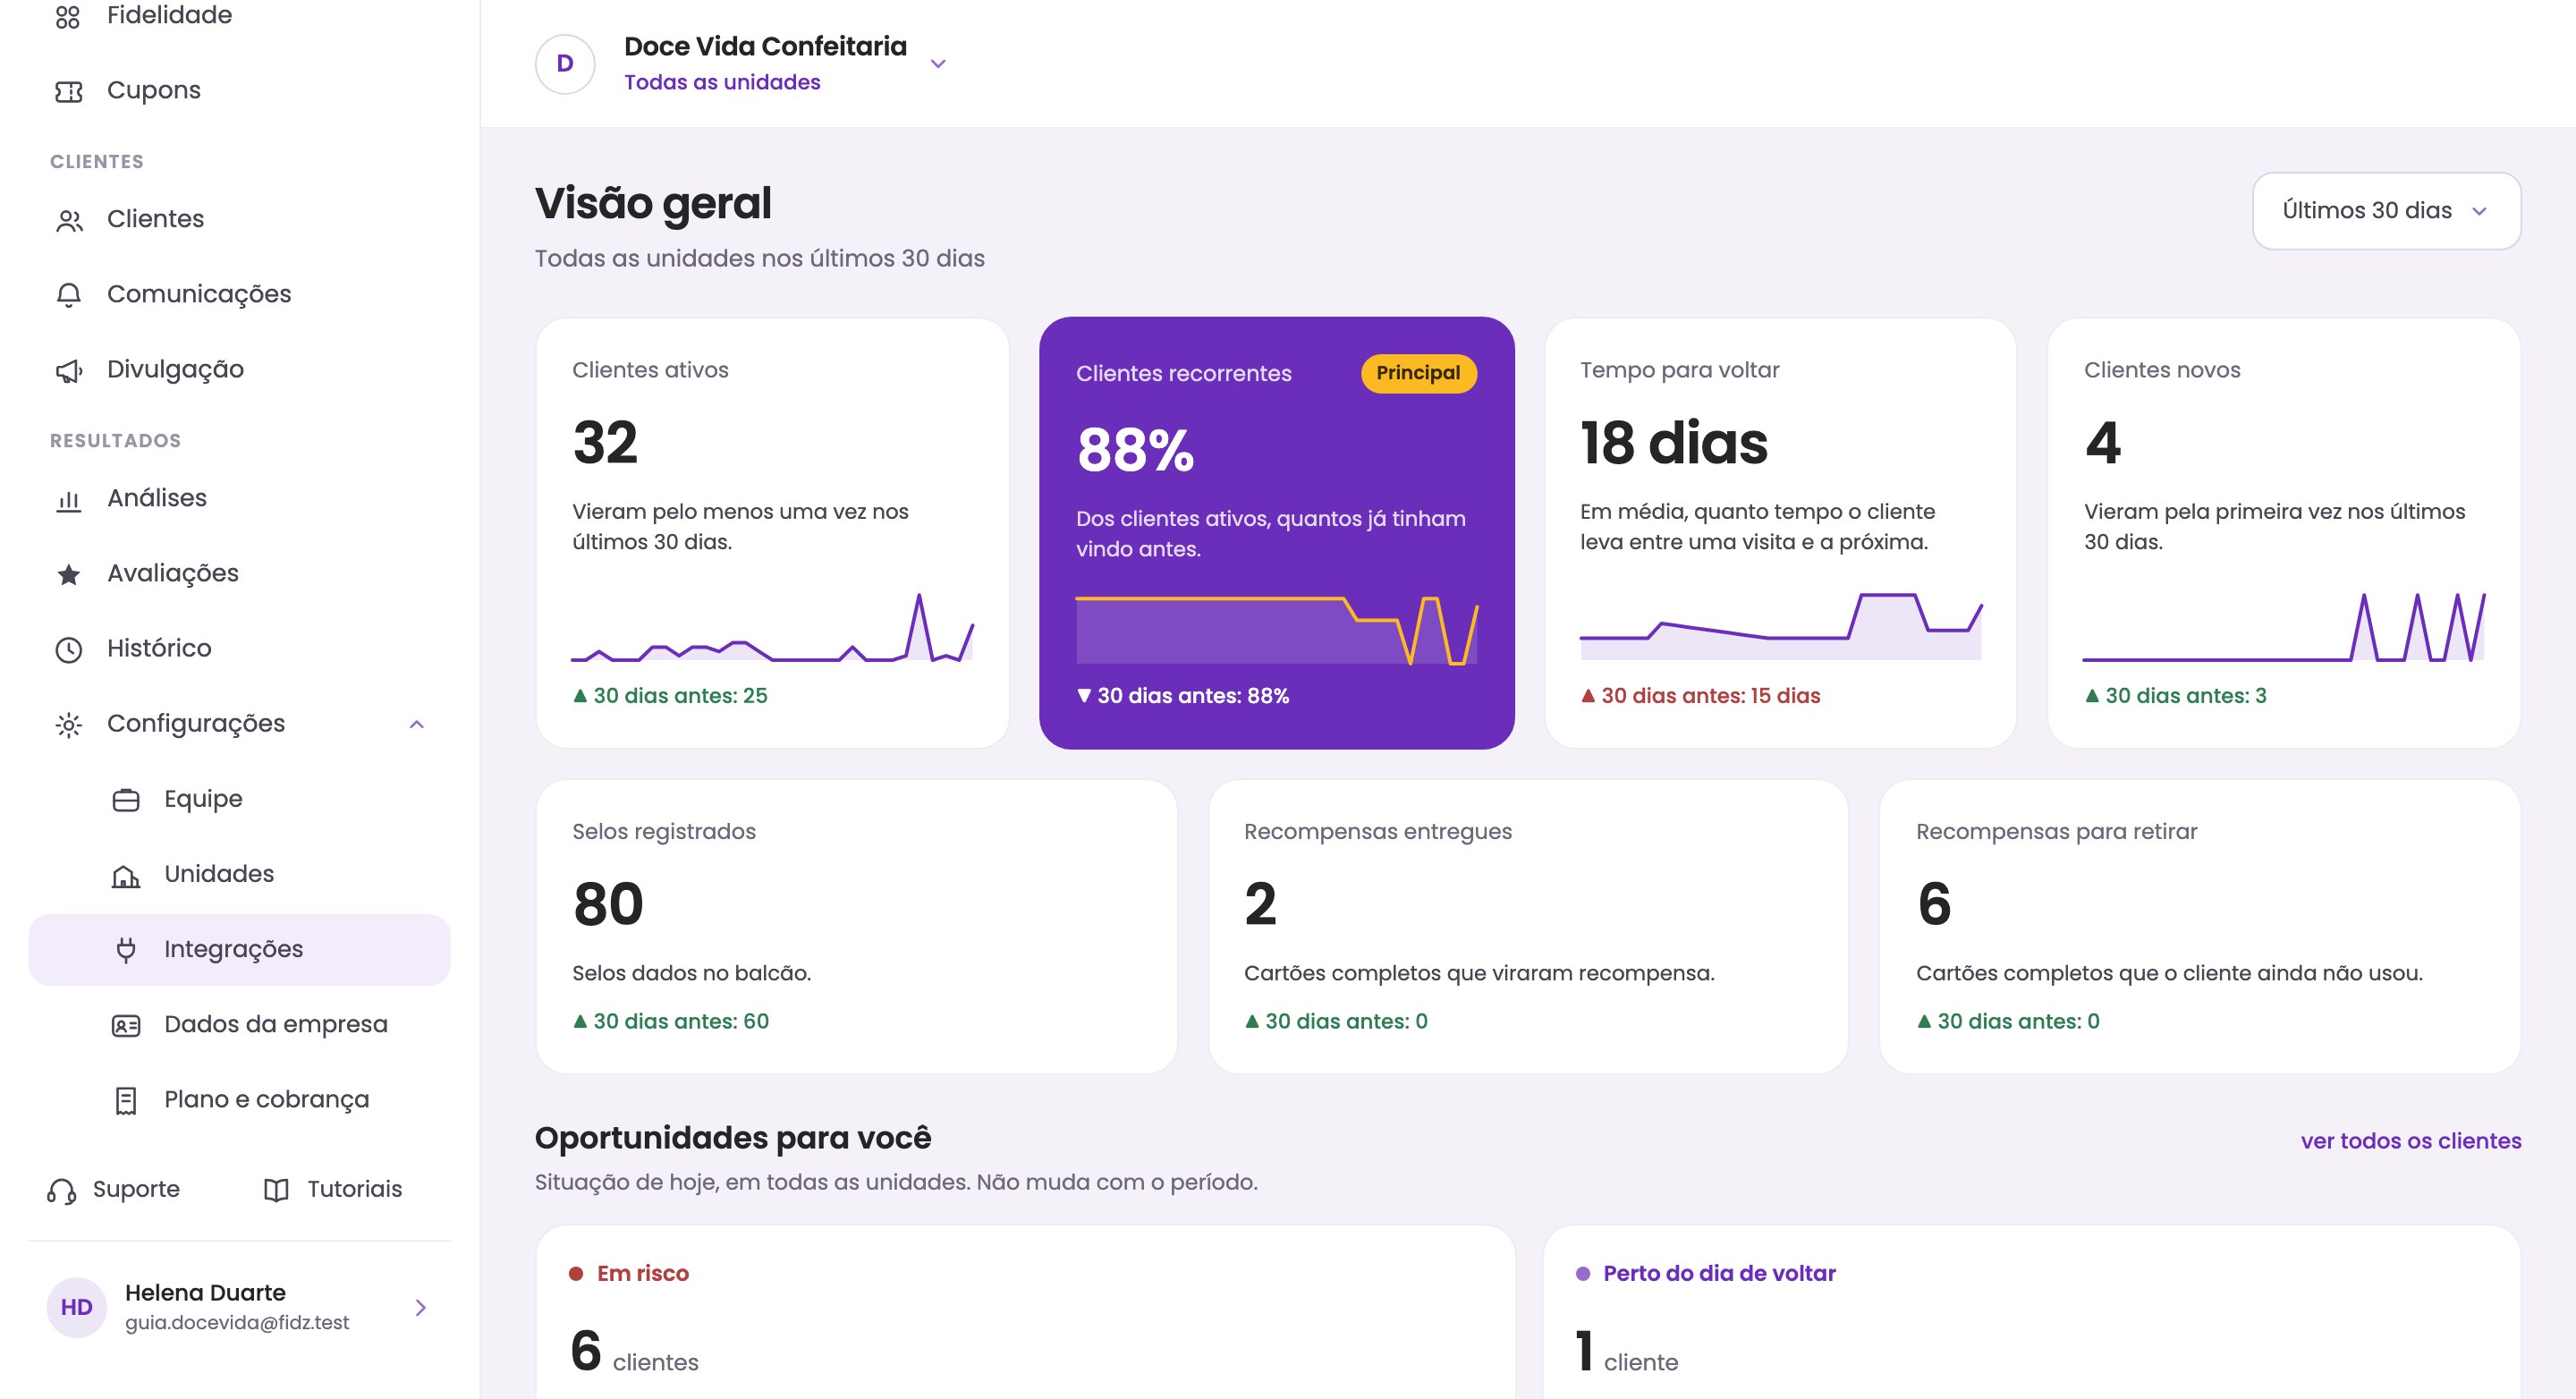 Fidelidade
Cupons
CLIENTES
Clientes
Comunicações
Divulgação
RESULTADOS
Análises
Avaliações
Histórico
Configurações
Equipe
Unidades
Integrações
Dados da empresa
Plano e cobrança
Suporte
Tutoriais
HD
Helena Duarte
guia.docevida@fidz.test
D
Doce Vida Confeitaria
Todas as unidades
Visão geral
Todas as unidades nos últimos 30 dias
Últimos 30 dias
Clientes ativos
32
Vieram pelo menos uma vez nos
últimos 30 dias.
▲ 30 dias antes: 25
Clientes recorrentes
Principal
88%
Dos clientes ativos, quantos já tinham
vindo antes.
▼ 30 dias antes: 88%
Tempo para voltar
18 dias
Em média, quanto tempo o cliente
leva entre uma visita e a próxima.
▲ 30 dias antes: 15 dias
Clientes novos
4
Vieram pela primeira vez nos últimos
30 dias.
▲ 30 dias antes: 3
Selos registrados
80
Selos dados no balcão.
▲ 30 dias antes: 60
Recompensas entregues
2
Cartões completos que viraram recompensa.
▲ 30 dias antes: 0
Recompensas para retirar
6
Cartões completos que o cliente ainda não usou.
▲ 30 dias antes: 0
Oportunidades para você
ver todos os clientes
Situação de hoje, em todas as unidades. Não muda com o período.
Em risco
6 clientes
Perto do dia de voltar
1 cliente